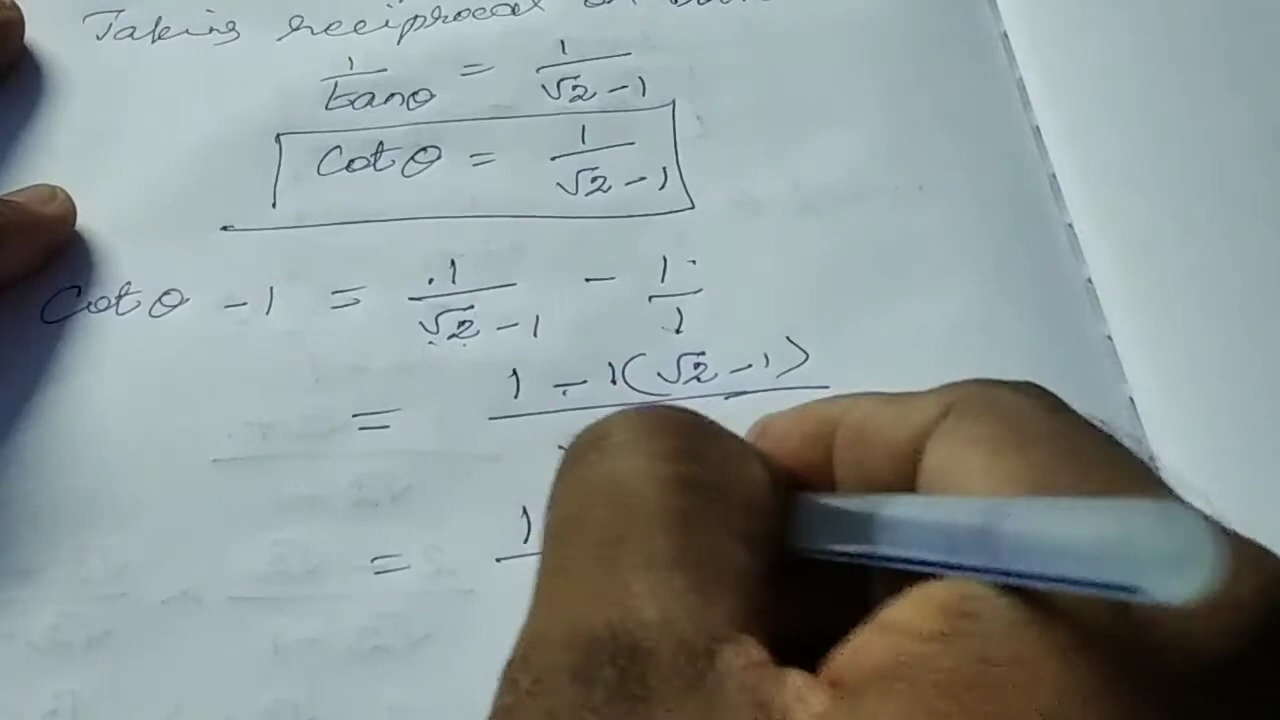 Taking reciprocal on
1/tanθ = 1/(√2 - 1)
cotθ = 1/(√2 - 1)
cotθ - 1 = 1/(√2 - 1) - 1/1
= 1 - 1(√2 - 1)
= 1